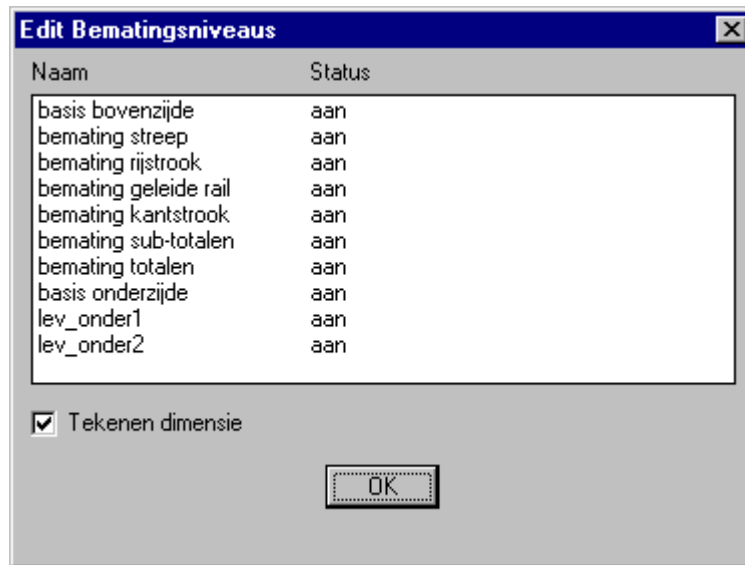 Edit Bematingsniveaus
Naam Status
basis bovenzijde aan
bemating streep aan
bemating rijstrook aan
bemating geleide rail aan
bemating kantstrook aan
bemating sub-totalen aan
bemating totalen aan
basis onderzijde aan
lev_onder1 aan
lev_onder2 aan
Tekenen dimensie
OK